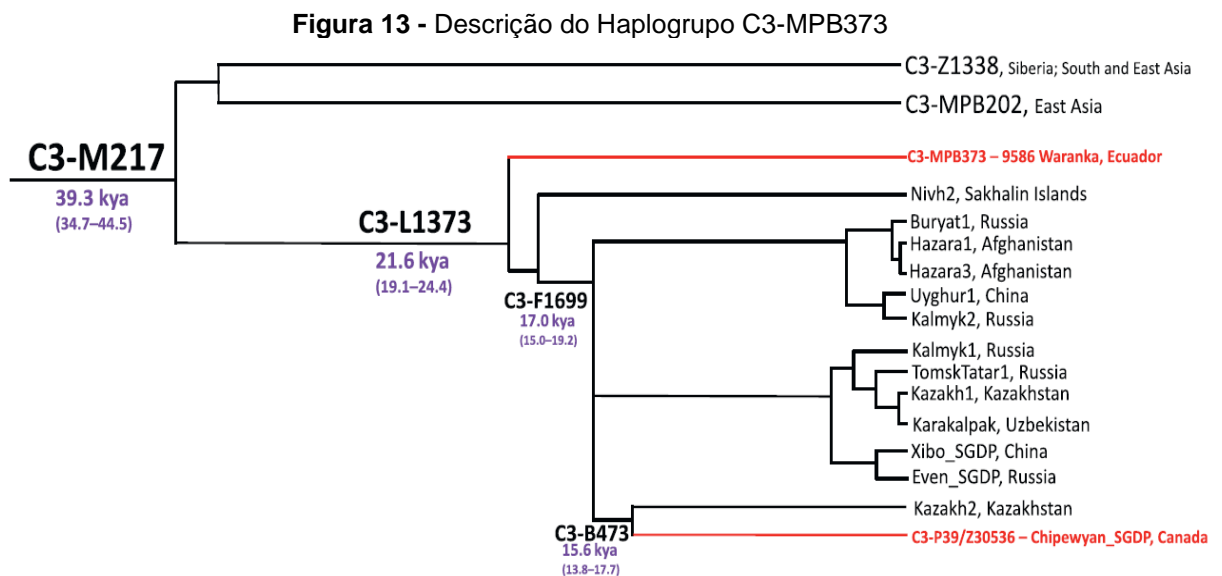 Figura 13 - Descrição do Haplogrupo C3-MPB373
C3-Z1338, Siberia; South and East Asia
C3-MPB202, East Asia
C3-M217
39.3 kya
(34.7–44.5)
C3-MPB373 – 9586 Waranka, Ecuador
Nivh2, Sakhalin Islands
C3-L1373
21.6 kya
(19.1–24.4)
Buryat1, Russia
Hazara1, Afghanistan
Hazara3, Afghanistan
C3-F1699
17.0 kya
(15.0–19.2)
Uyghur1, China
Kalmyk2, Russia
Kalmyk1, Russia
TomskTatar1, Russia
Kazakh1, Kazakhstan
Karakalpak, Uzbekistan
Xibo_SGDP, China
Even_SGDP, Russia
Kazakh2, Kazakhstan
C3-B473
15.6 kya
(13.8–17.7)
C3-P39/Z30536 – Chipewyan_SGDP, Canada